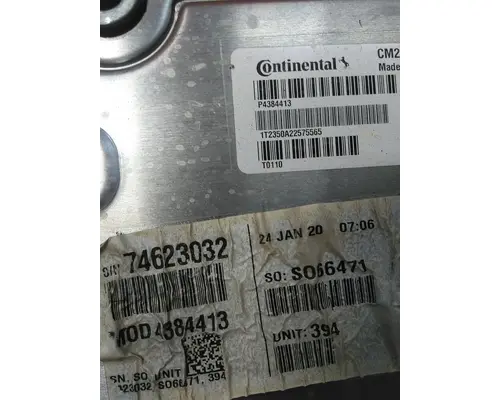 Continental
CM2
Made
P4384413
1T2350A22575565
T0110
S/N 74623032
MOD 4384413
SN, SO, UNIT
SO66471, 394
24 JAN 20 07:06
SO: SO66471
UNIT: 394